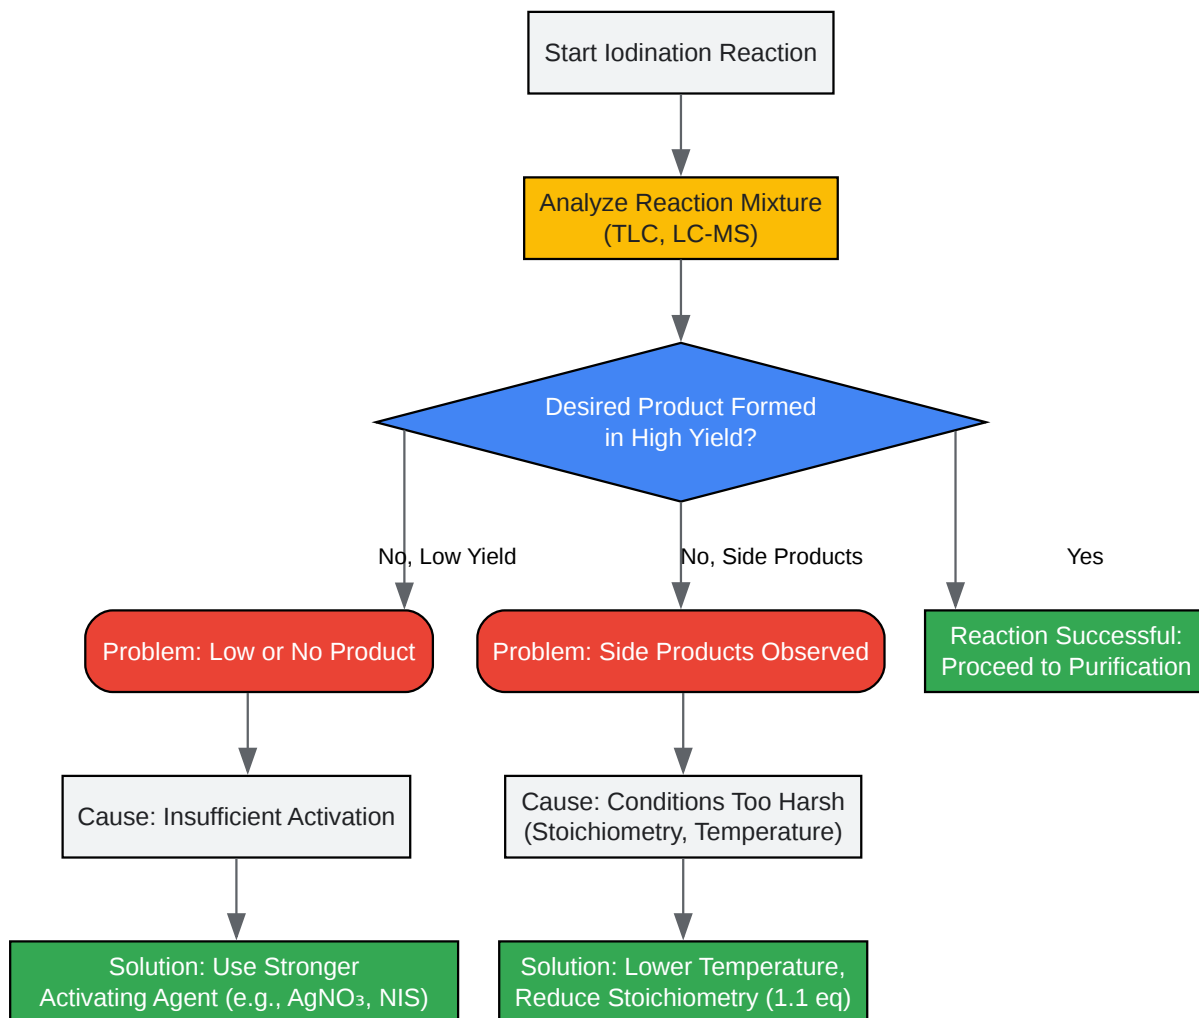 Start Iodination Reaction
Analyze Reaction Mixture
(TLC, LC-MS)
Desired Product Formed
in High Yield?
No, Low Yield
No, Side Products
Yes
Problem: Low or No Product
Problem: Side Products Observed
Reaction Successful:
Proceed to Purification
Cause: Insufficient Activation
Cause: Conditions Too Harsh
(Stoichiometry, Temperature)
Solution: Use Stronger
Activating Agent (e.g., AgNO₃, NIS)
Solution: Lower Temperature,
Reduce Stoichiometry (1.1 eq)